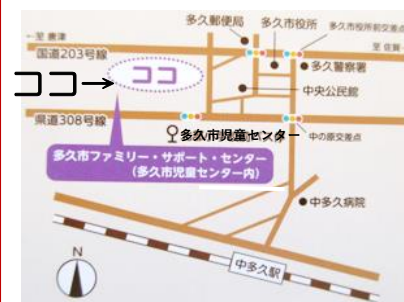 多久郵便局
多久市役所
多久市役所前交差点
←至 唐津
至 佐賀
国道203号線
多久警察署
ココ→
ココ
中央公民館
県道308号線
多久市児童センター
中の原交差点
多久市ファミリー・サポート・センター
(多久市児童センター内)
中多久病院
N
中多久駅